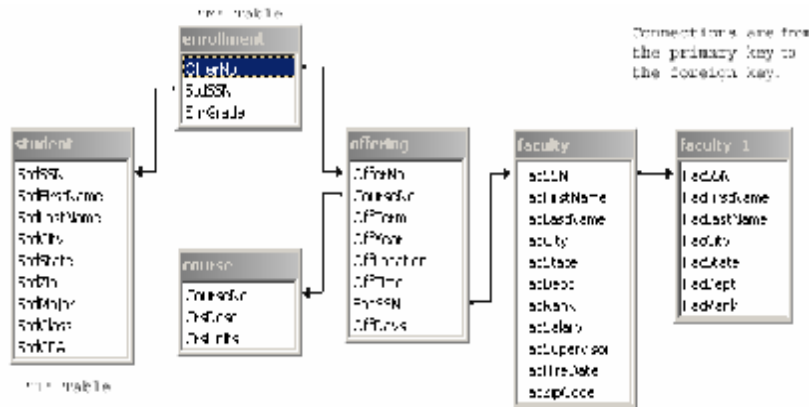 enrollment
OfferNo
StdSSN
EnrGrade
Connections are from
the primary key to
the foreign key.
student
StdSSN
StdFirstName
StdLastName
StdCity
StdState
StdZip
StdMajor
StdClass
StdGPA
offering
OfferNo
CourseNo
OffTerm
OffYear
OffLocation
OffTime
FacSSN
OffDays
course
CourseNo
CrsDesc
CrsUnits
faculty
FacSSN
FacFirstName
FacLastName
FacCity
FacState
FacDept
FacRank
FacSalary
FacSupervisor
FacHireDate
FacZipCode
faculty_1
FacSSN
FacFirstName
FacLastName
FacCity
FacState
FacDept
FacRank